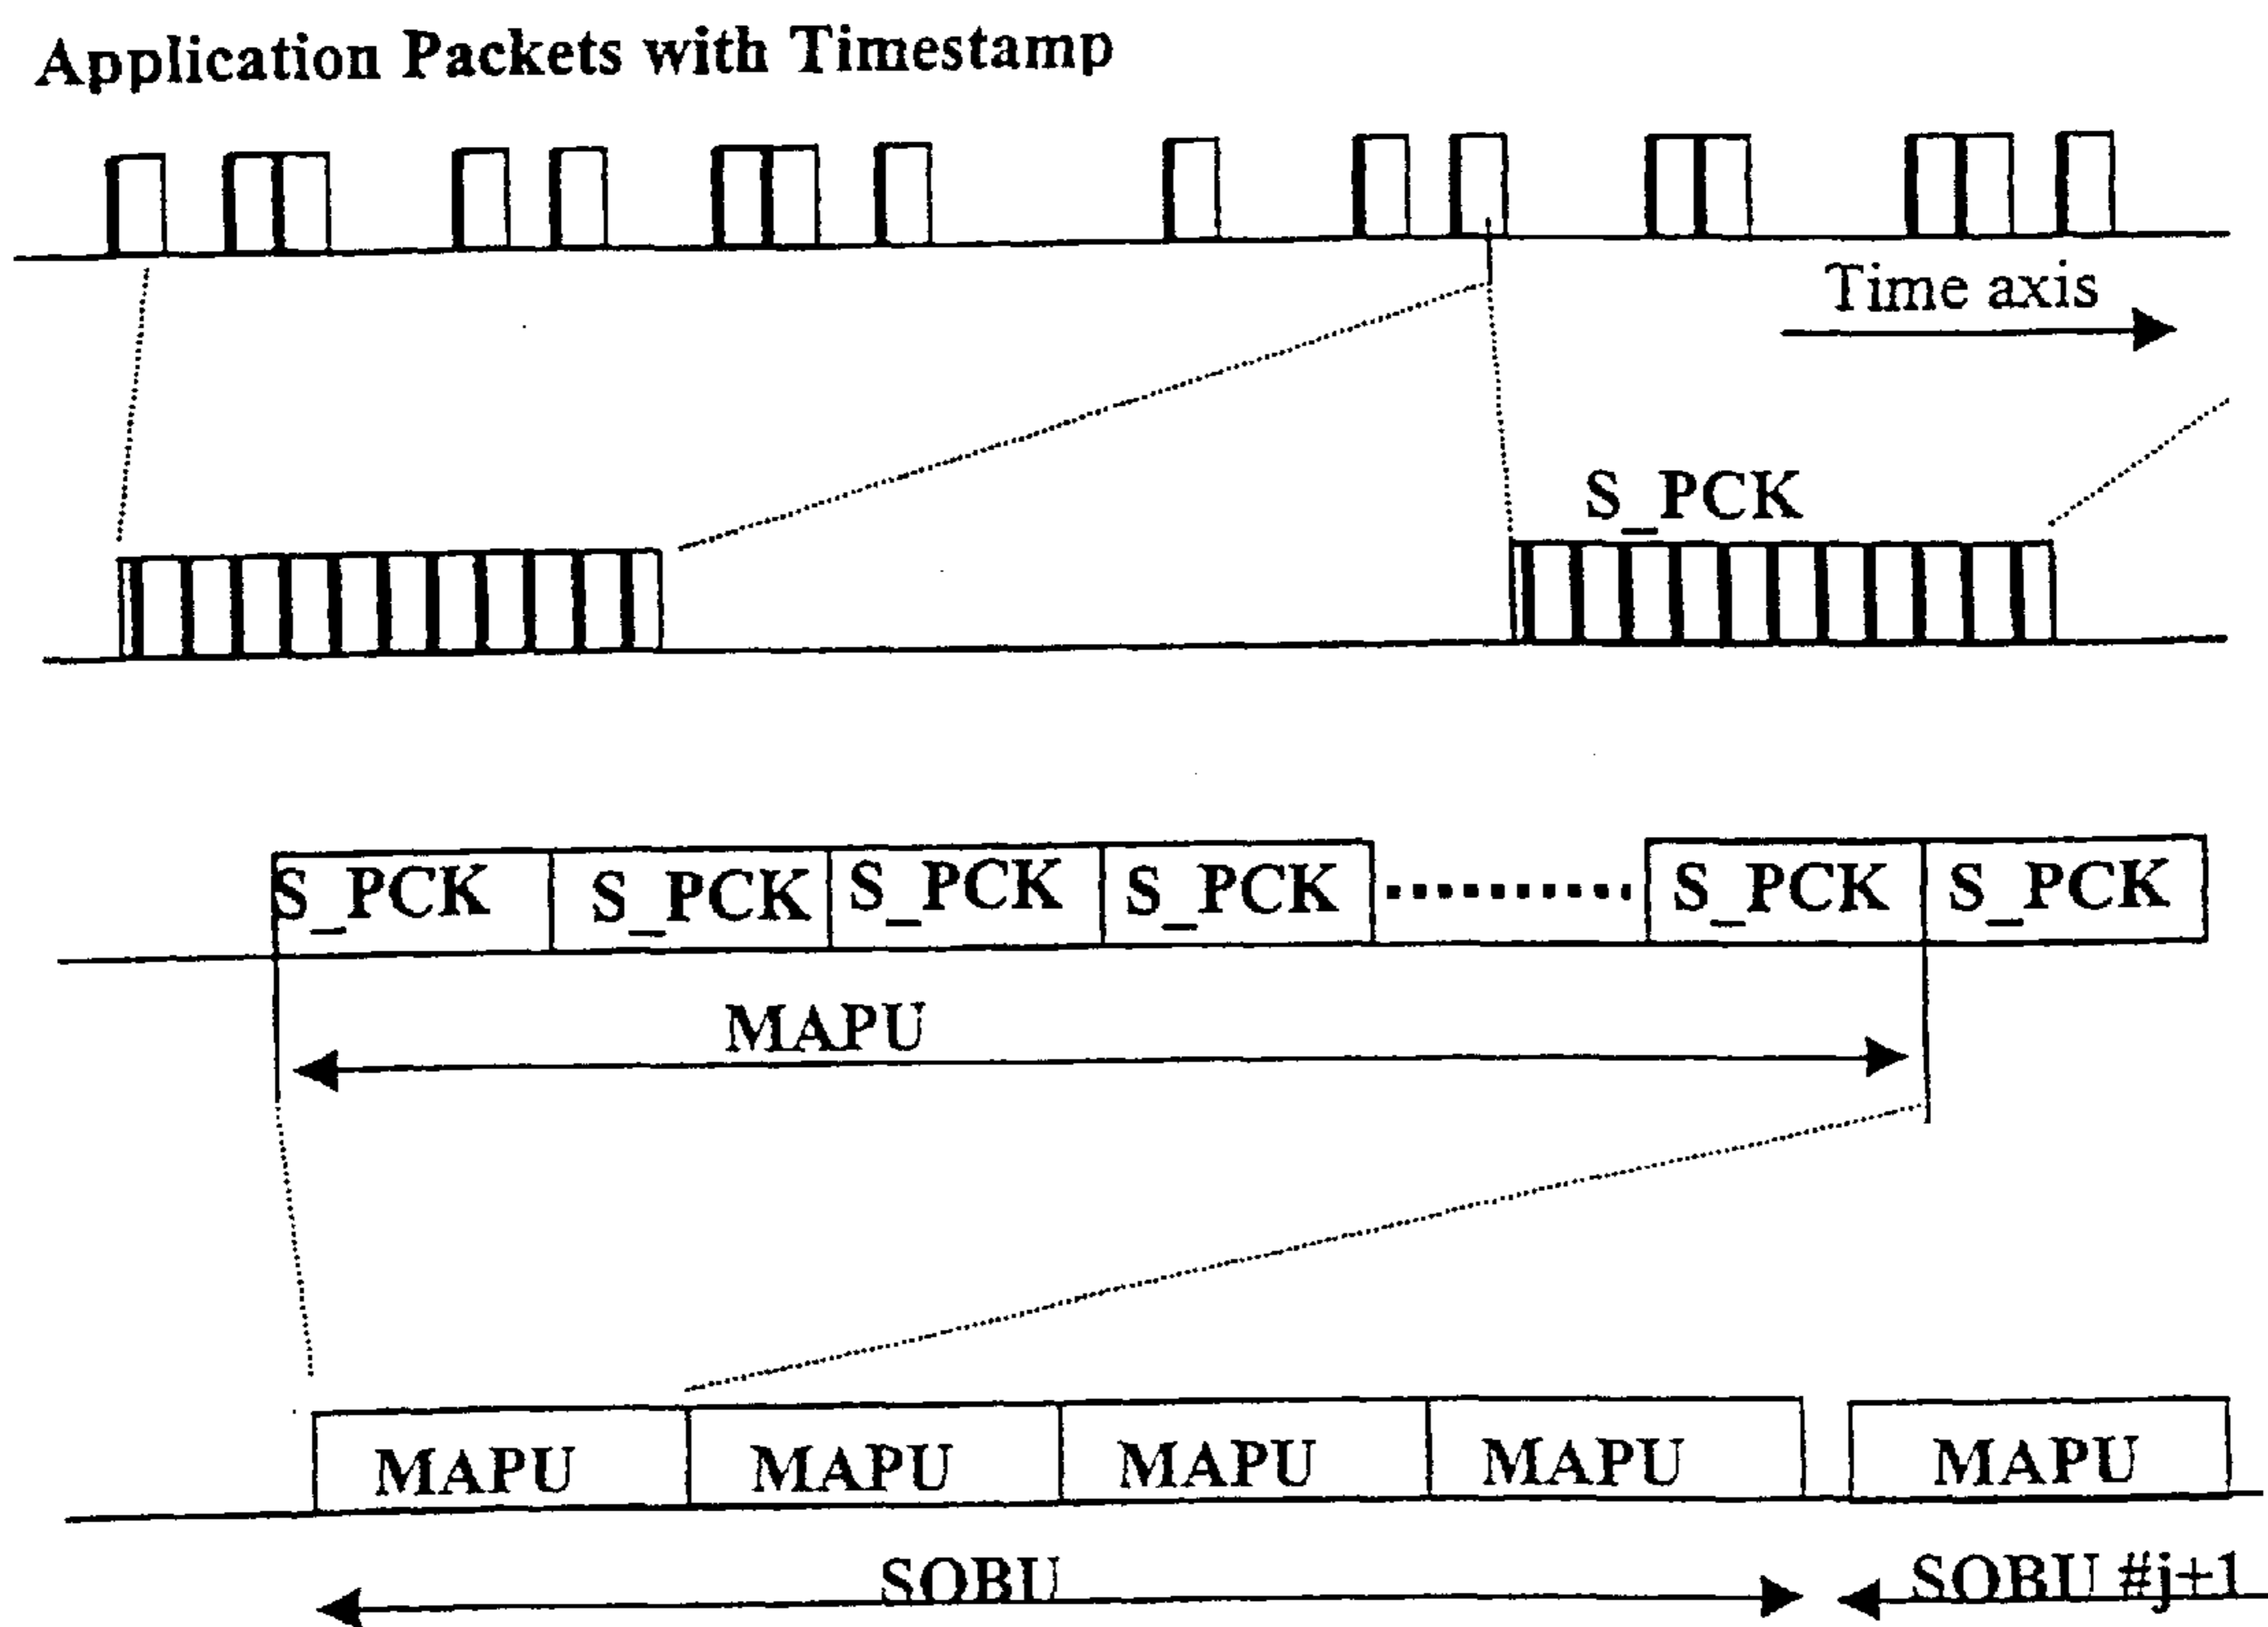 Application Packets with Timestamp
Time axis
S_PCK
S_PCK S_PCK S_PCK S_PCK S_PCK S_PCK
MAPU
MAPU MAPU MAPU MAPU MAPU
SOBU SOBU #j+1